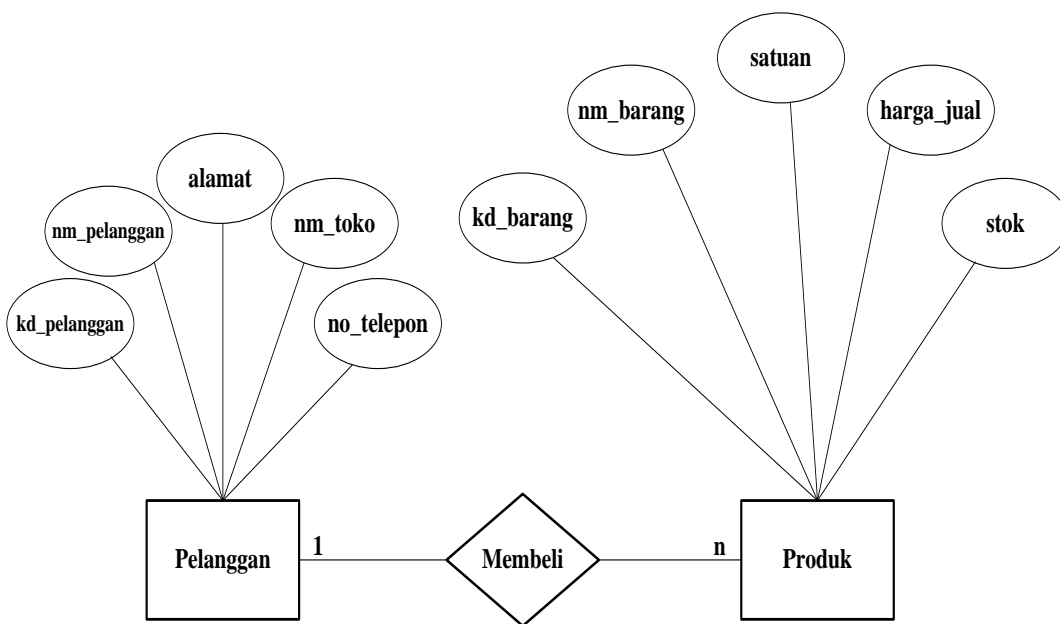 satuan
nm_barang
harga_jual
alamat
nm_pelanggan
nm_toko
kd_barang
stok
kd_pelanggan
no_telepon
Pelanggan
1
Membeli
n
Produk